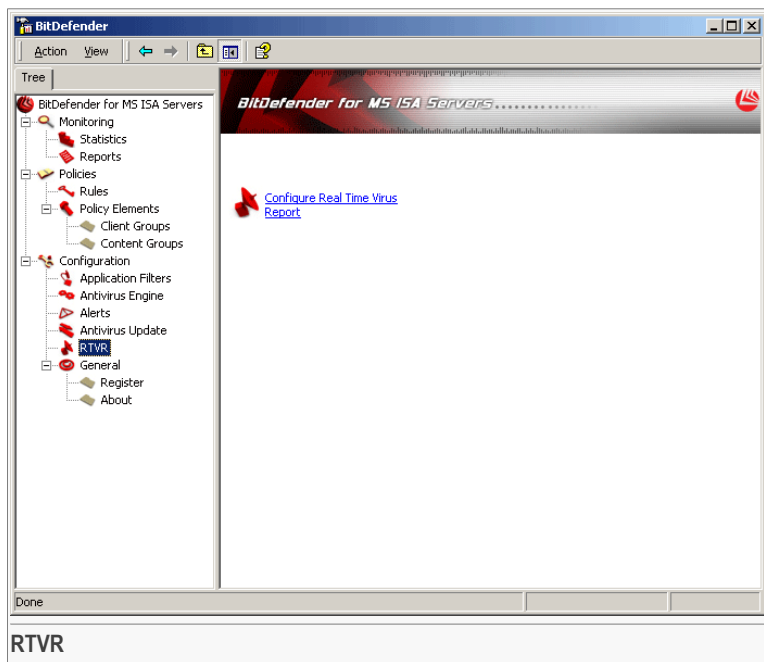 BitDefender
Action View
Tree
BitDefender for MS ISA Servers
Monitoring
Statistics
Reports
Policies
Rules
Policy Elements
Client Groups
Content Groups
Configuration
Application Filters
Antivirus Engine
Alerts
Antivirus Update
RTVR
General
Register
About
BitDefender for MS ISA Servers...............
Configure Real Time Virus
Report
Done
RTVR